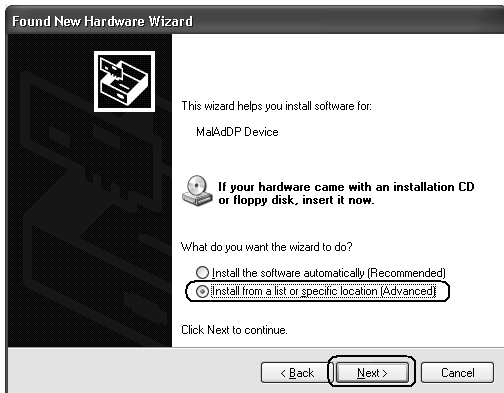 Found New Hardware Wizard
This wizard helps you install software for:
MalAdDP Device
If your hardware came with an installation CD
or floppy disk, insert it now.
What do you want the wizard to do?
Install the software automatically (Recommended)
Install from a list or specific location (Advanced)
Click Next to continue.
< Back
Next >
Cancel